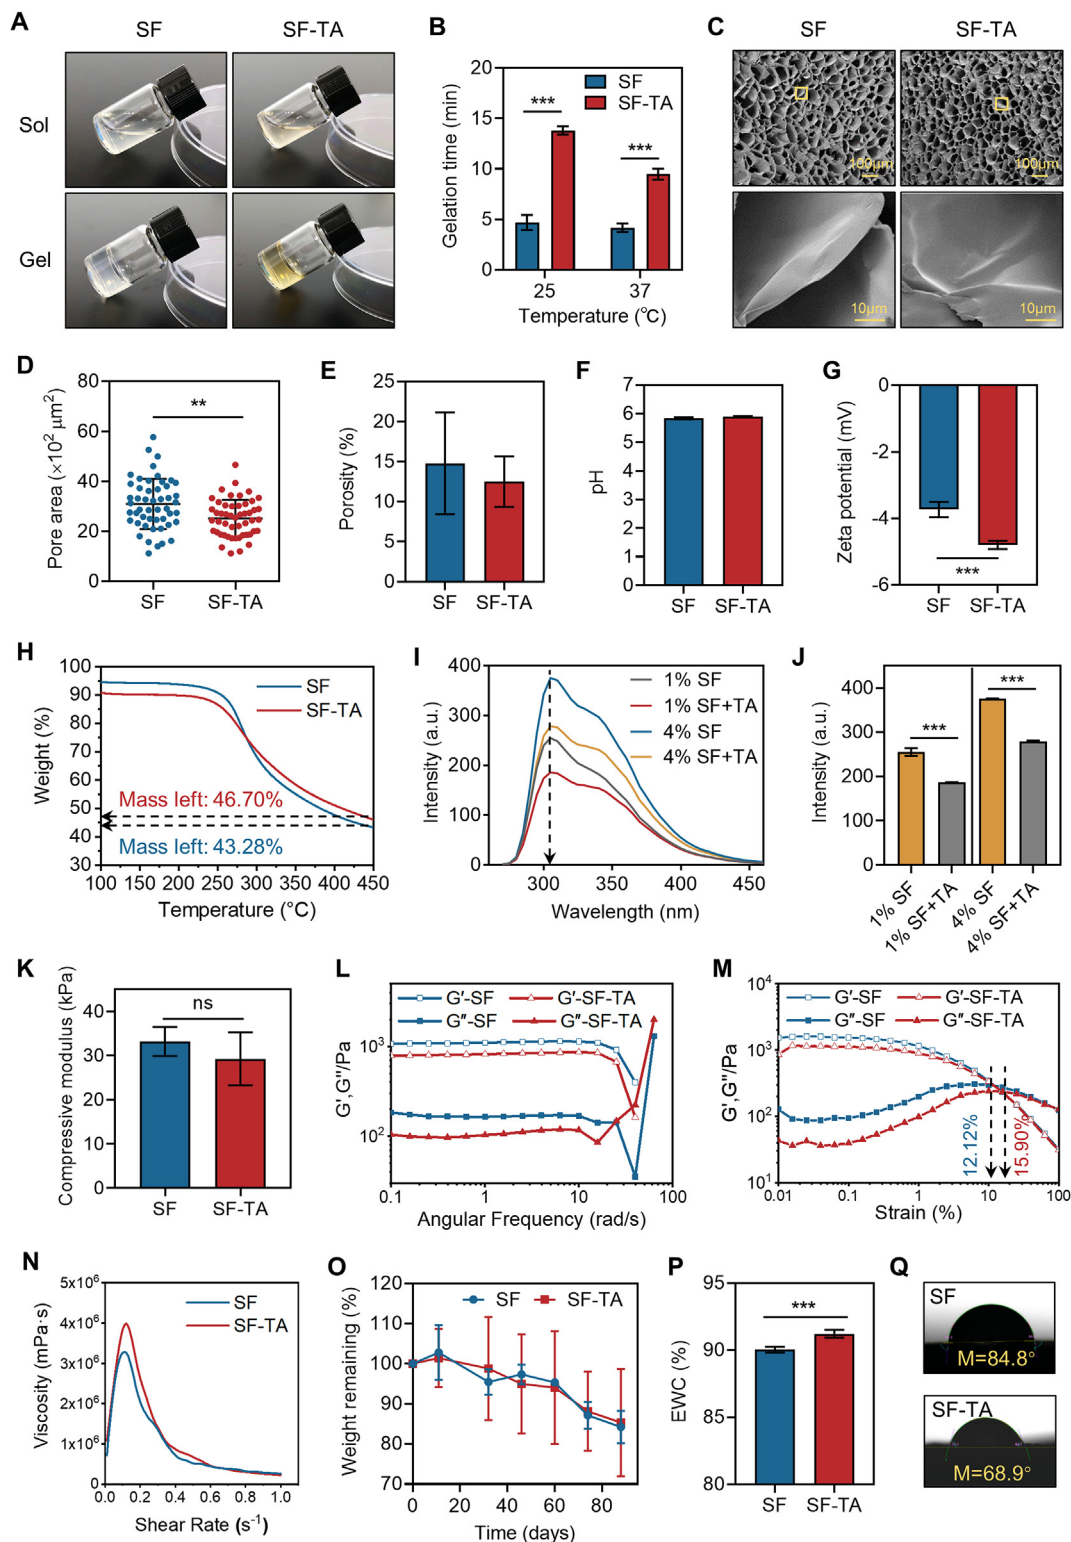 A
SF
SF-TA
Sol
Gel
B
Gelation time (min)
20
15
10
5
0
SF
SF-TA
***
***
25
37
Temperature (°C)
C
SF
SF-TA
100μm
100μm
10μm
10μm
D
Pore area (×10² μm²)
80
60
40
20
0
**
SF
SF-TA
E
Porosity (%)
25
20
15
10
5
0
SF
SF-TA
F
pH
7
6
5
4
3
2
1
0
SF
SF-TA
G
Zeta potential (mV)
0
-2
-4
-6
***
SF
SF-TA
H
Weight (%)
100
90
80
70
60
50
40
30
SF
SF-TA
Mass left: 46.70%
Mass left: 43.28%
100 150 200 250 300 350 400 450
Temperature (°C)
I
Intensity (a.u.)
400
300
200
100
0
1% SF
1% SF+TA
4% SF
4% SF+TA
300 350 400 450
Wavelength (nm)
J
Intensity (a.u.)
400
300
200
100
0
***
***
1% SF
1% SF+TA
4% SF
4% SF+TA
K
Compressive modulus (kPa)
40
30
20
10
0
ns
SF
SF-TA
L
G′,G″/Pa
10³
10²
G′-SF
G′-SF-TA
G″-SF
G″-SF-TA
0.1 1 10 100
Angular Frequency (rad/s)
M
G′,G″/Pa
10⁴
10³
10²
10¹
G′-SF
G′-SF-TA
G″-SF
G″-SF-TA
12.12%
15.90%
0.01 0.1 1 10 100
Strain (%)
N
Viscosity (mPa·s)
5x10⁶
4x10⁶
3x10⁶
2x10⁶
1x10⁶
0
SF
SF-TA
0.0 0.2 0.4 0.6 0.8 1.0
Shear Rate (s⁻¹)
O
Weight remaining (%)
120
110
100
90
80
70
SF
SF-TA
0 20 40 60 80
Time (days)
P
EWC (%)
95
90
85
80
***
SF
SF-TA
Q
SF
M=84.8°
SF-TA
M=68.9°